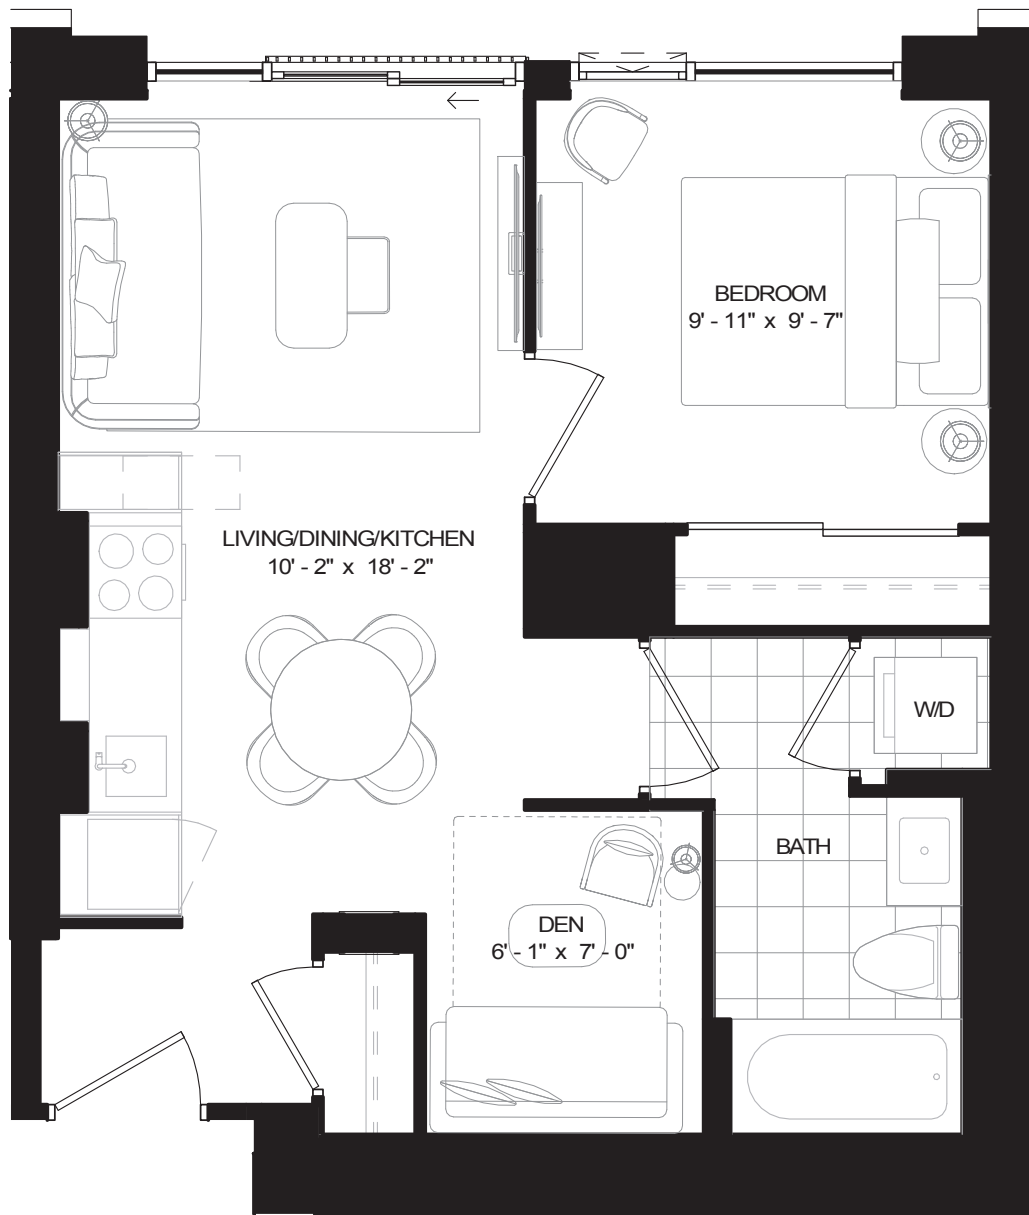 BEDROOM
9' - 11" x 9' - 7"
LIVING/DINING/KITCHEN
10' - 2" x 18' - 2"
W/D
BATH
DEN
6' - 1" x 7' - 0"